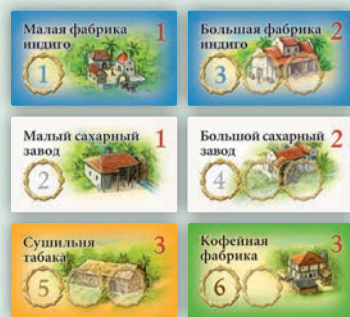 Малая фабрика
индиго
1
1
Большая фабрика
индиго
2
3
Малый сахарный
завод
1
2
Большой сахарный
завод
2
4
Сушильня
табака
3
5
Кофейная
фабрика
3
6